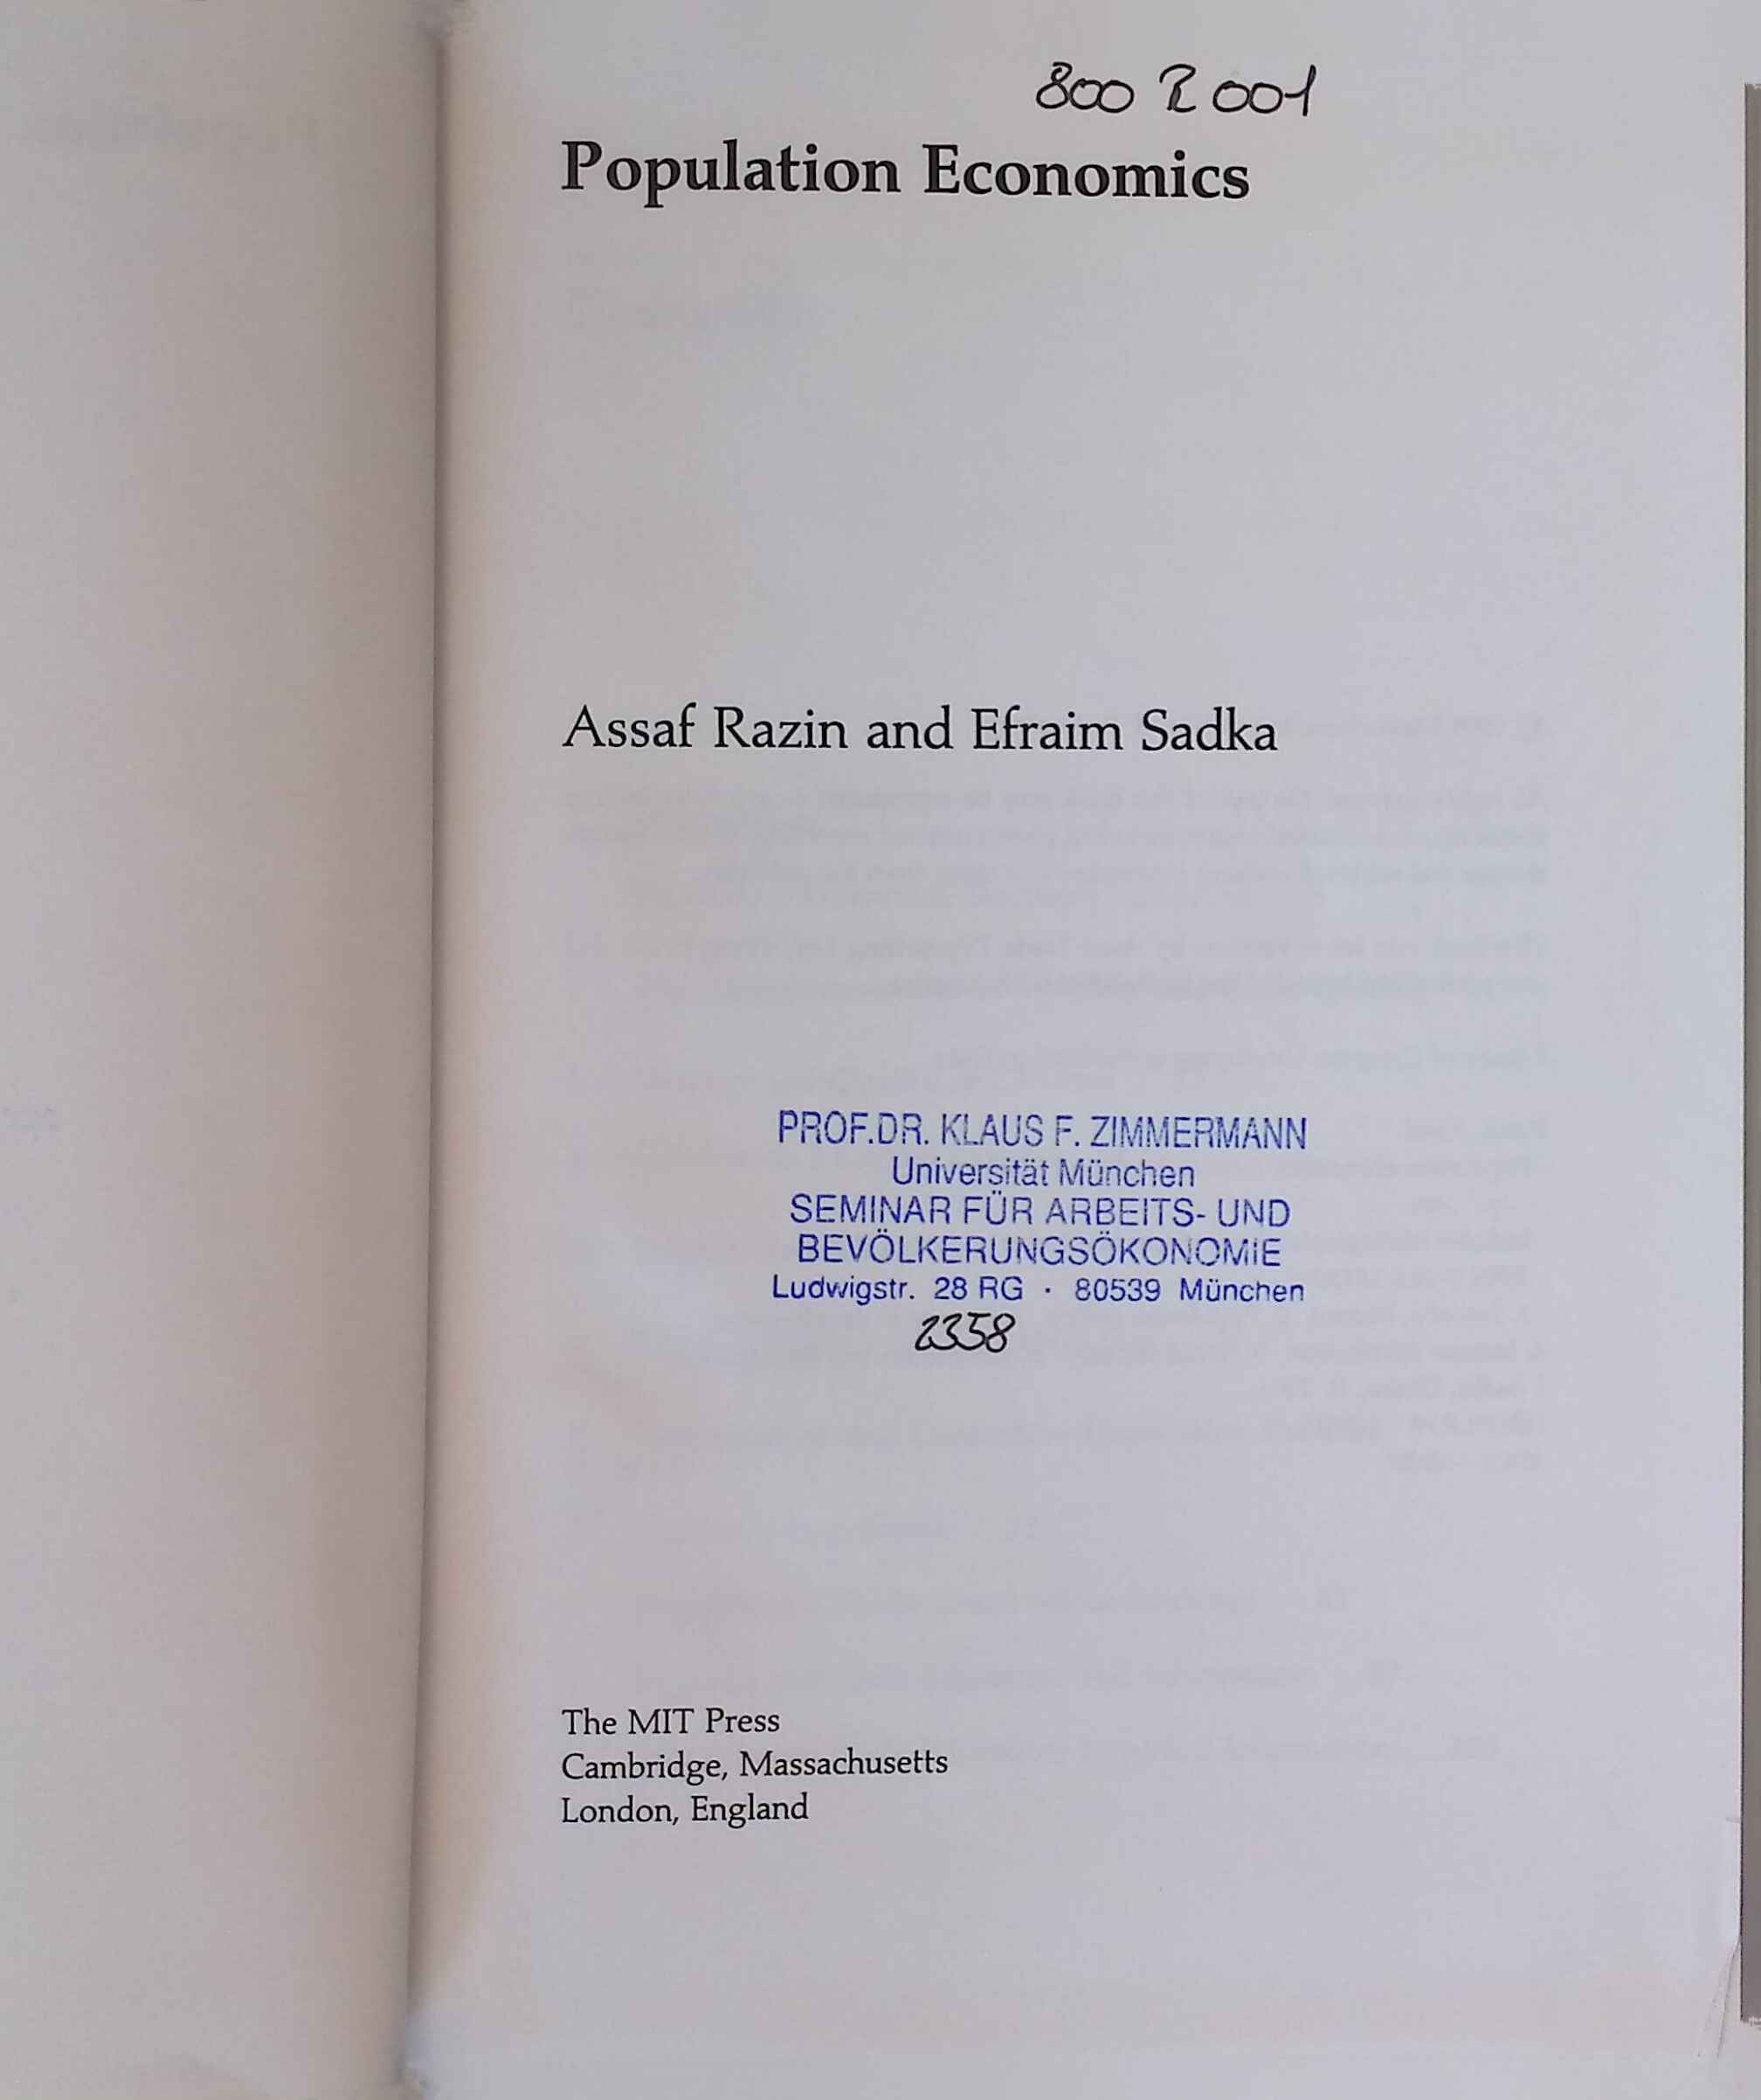 800 R 001
Population Economics
Assaf Razin and Efraim Sadka
PROF.DR. KLAUS F. ZIMMERMANN
Universität München
SEMINAR FÜR ARBEITS- UND
BEVÖLKERUNGSÖKONOMiE
Ludwigstr. 28 RG · 80539 München
2358
The MIT Press
Cambridge, Massachusetts
London, England